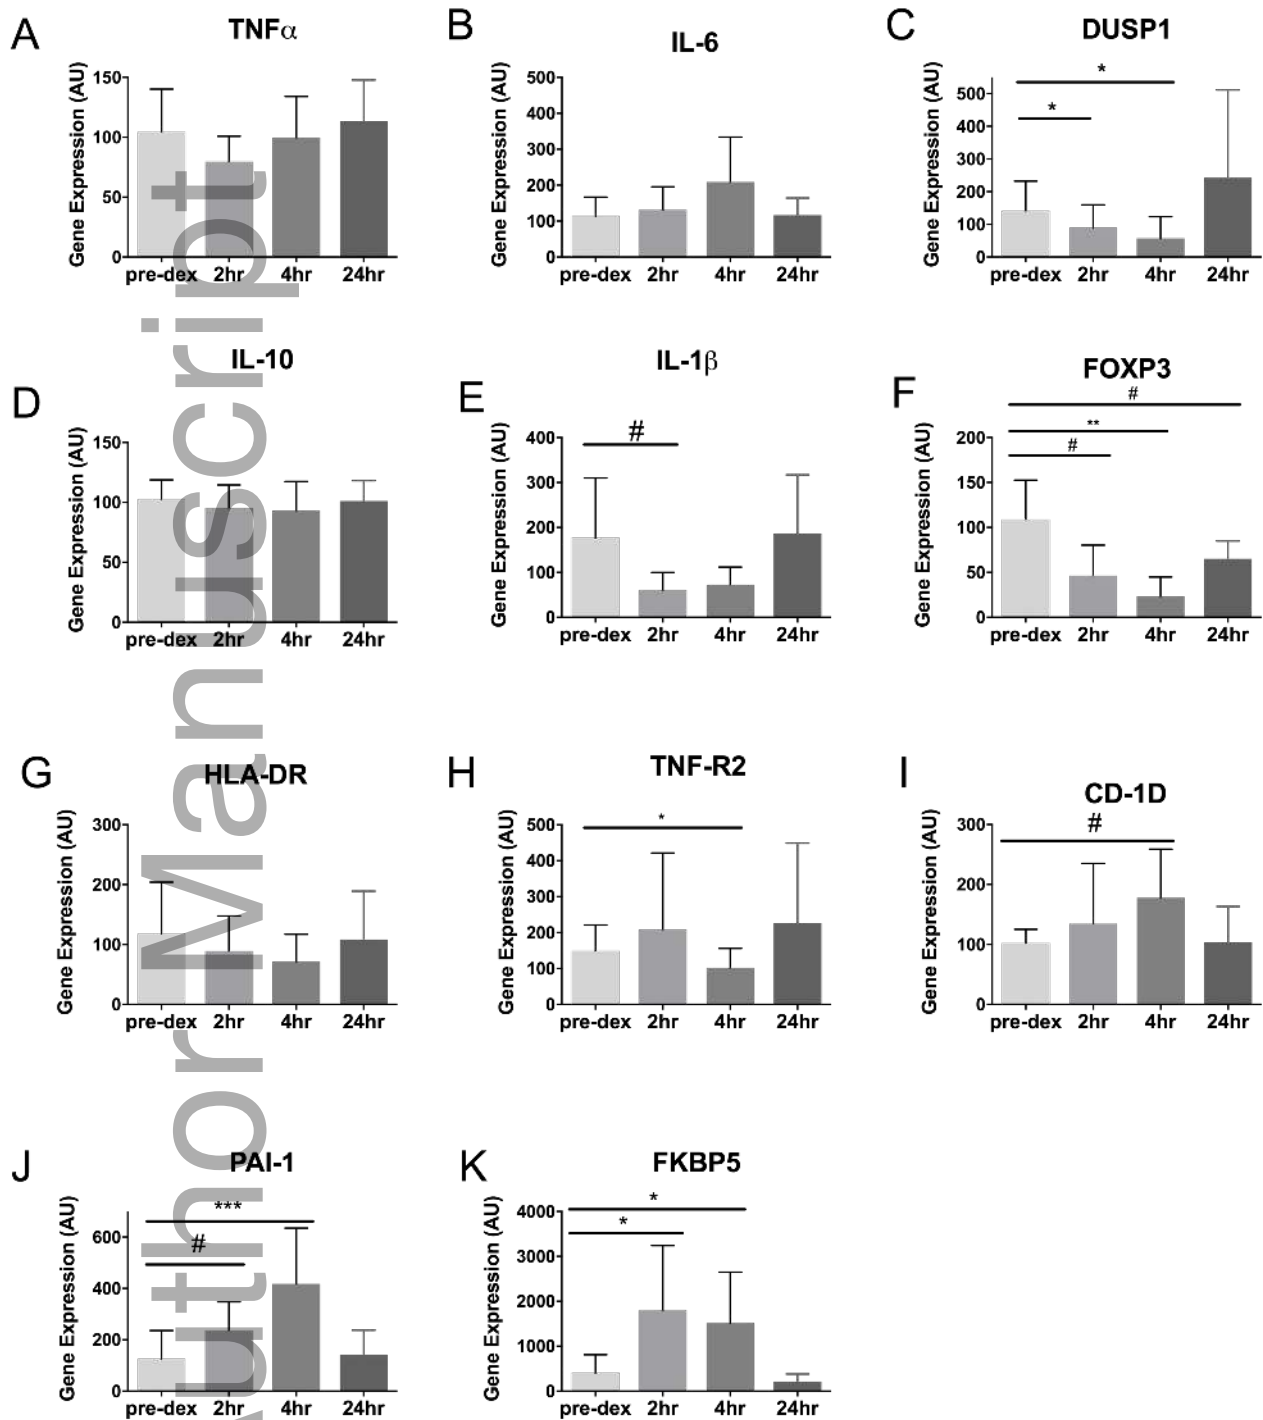 A
TNFα
Gene Expression (AU)
150
100
50
0
pre-dex 2hr 4hr 24hr
B
IL-6
Gene Expression (AU)
500
400
300
200
100
0
pre-dex 2hr 4hr 24hr
C
DUSP1
Gene Expression (AU)
500
400
300
200
100
0
*
*
pre-dex 2hr 4hr 24hr
D
IL-10
Gene Expression (AU)
150
100
50
0
pre-dex 2hr 4hr 24hr
E
IL-1β
Gene Expression (AU)
400
300
200
100
0
#
pre-dex 2hr 4hr 24hr
F
FOXP3
Gene Expression (AU)
200
150
100
50
0
#
**
#
pre-dex 2hr 4hr 24hr
G
HLA-DR
Gene Expression (AU)
300
200
100
0
pre-dex 2hr 4hr 24hr
H
TNF-R2
Gene Expression (AU)
500
400
300
200
100
0
*
pre-dex 2hr 4hr 24hr
I
CD-1D
Gene Expression (AU)
300
200
100
0
#
pre-dex 2hr 4hr 24hr
J
PAI-1
Gene Expression (AU)
600
400
200
0
***
#
pre-dex 2hr 4hr 24hr
K
FKBP5
Gene Expression (AU)
4000
3000
2000
1000
0
*
*
pre-dex 2hr 4hr 24hr
Author Manuscript